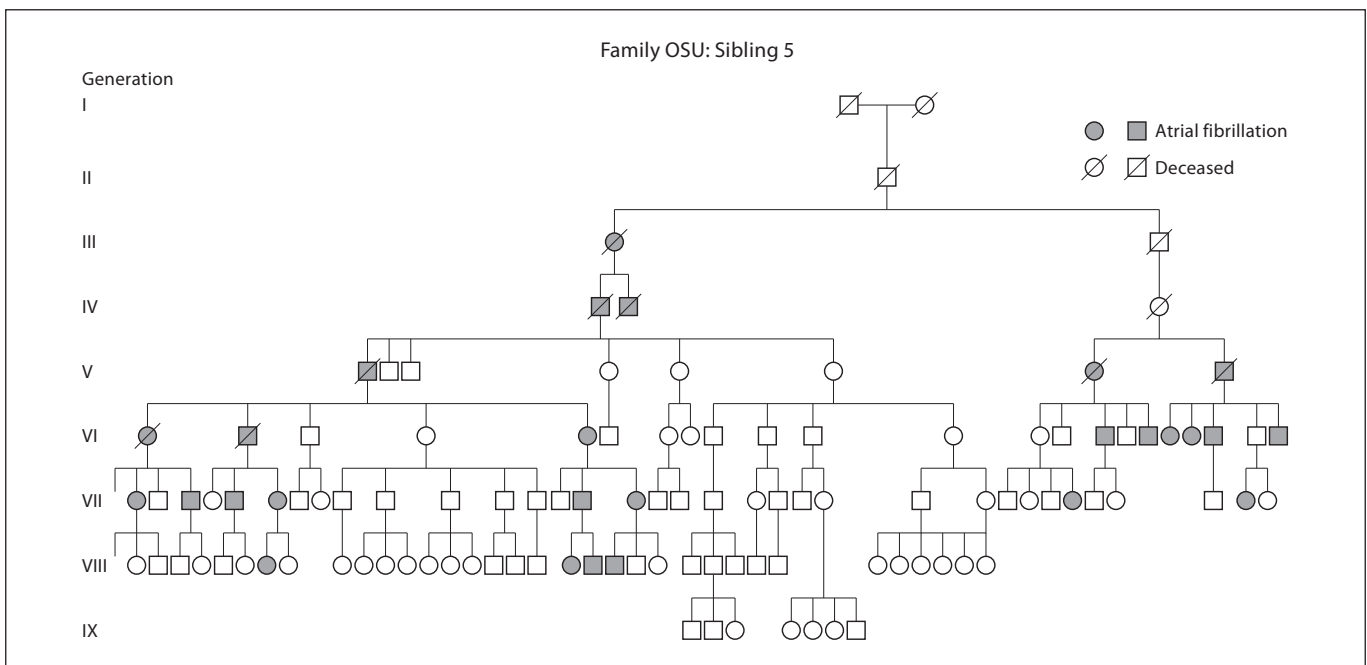 Family OSU: Sibling 5
Generation
I
Atrial fibrillation
Deceased
II
III
IV
V
VI
VII
VIII
IX